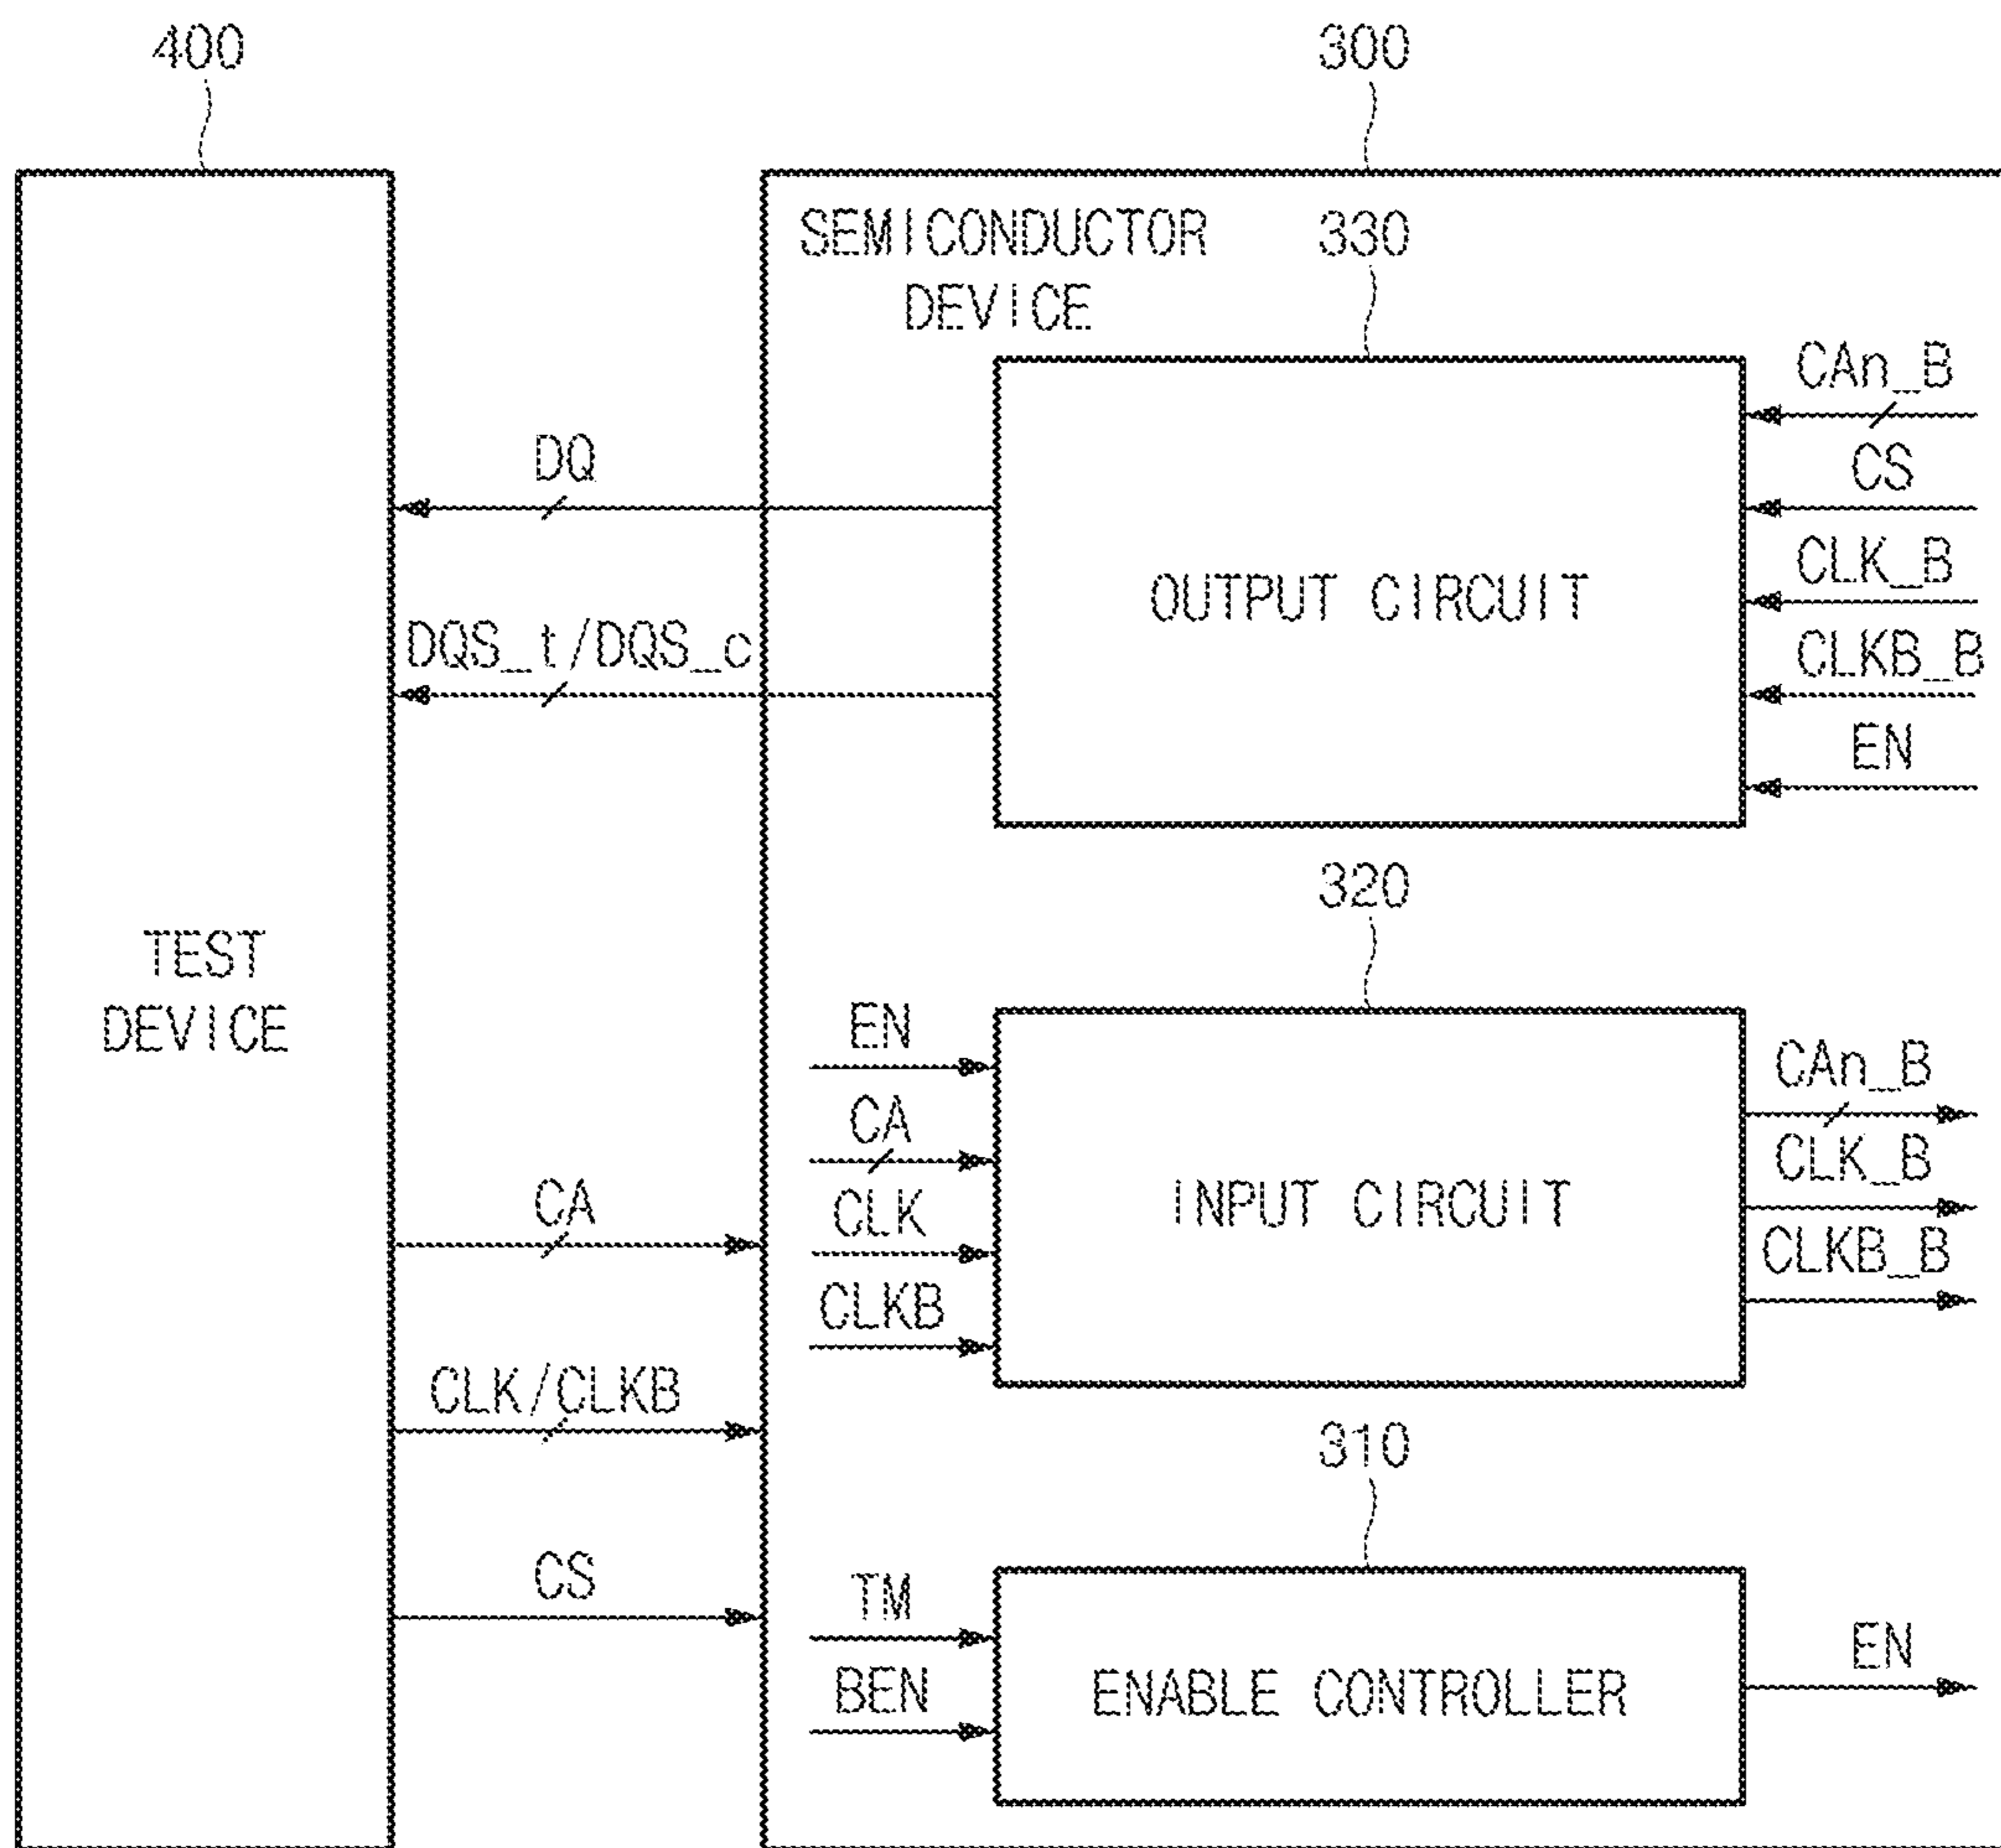 400
300
SEMICONDUCTOR
DEVICE
330
CAn_B
DQ
CS
CLK_B
OUTPUT CIRCUIT
DQS_t/DQS_c
CLKB_B
EN
320
TEST
DEVICE
EN
CAn_B
CA
CLK_B
CA
CLK
INPUT CIRCUIT
CLKB_B
CLKB
CLK/CLKB
310
CS
TM
EN
BEN
ENABLE CONTROLLER